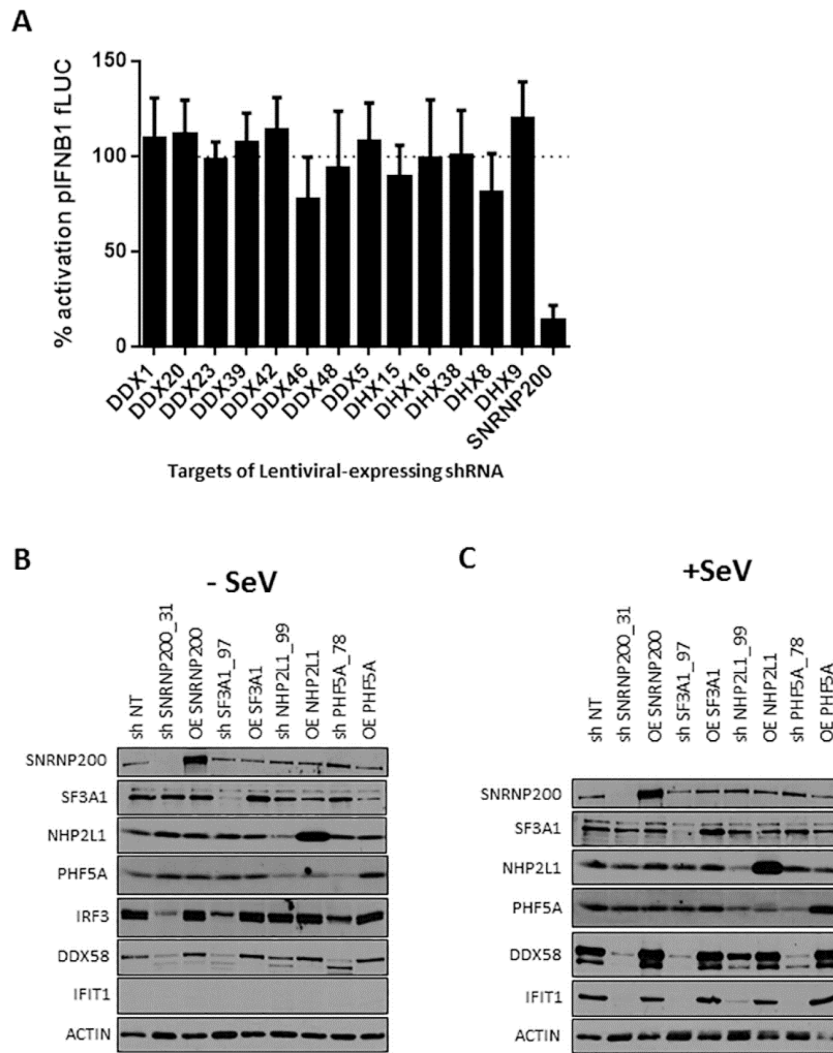 A
% activation pIFNB1 fLUC
150
100
50
0
DDX1
DDX20
DDX23
DDX39
DDX42
DDX46
DDX48
DDX5
DHX15
DHX16
DHX38
DHX8
DHX9
SNRNP200
Targets of Lentiviral-expressing shRNA
B
- SeV
sh NT
sh SNRNP200_31
OE SNRNP200
sh SF3A1_97
OE SF3A1
sh NHP2L1_99
OE NHP2L1
sh PHF5A_78
OE PHF5A
SNRNP200
SF3A1
NHP2L1
PHF5A
IRF3
DDX58
IFIT1
ACTIN
C
+SeV
sh NT
sh SNRNP200_31
OE SNRNP200
sh SF3A1_97
OE SF3A1
sh NHP2L1_99
OE NHP2L1
sh PHF5A_78
OE PHF5A
SNRNP200
SF3A1
NHP2L1
PHF5A
DDX58
IFIT1
ACTIN